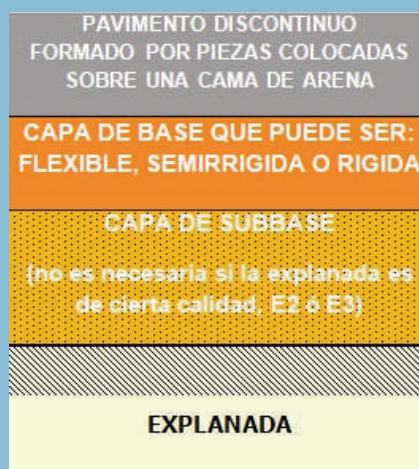 PAVIMENTO DISCONTINUO
FORMADO POR PIEZAS COLOCADAS
SOBRE UNA CAMA DE ARENA
CAPA DE BASE QUE PUEDE SER:
FLEXIBLE, SEMIRRIGIDA O RIGIDA
CAPA DE SUBBASE
(no es necesaria si la explanada es
de cierta calidad, E2 ó E3)
EXPLANADA